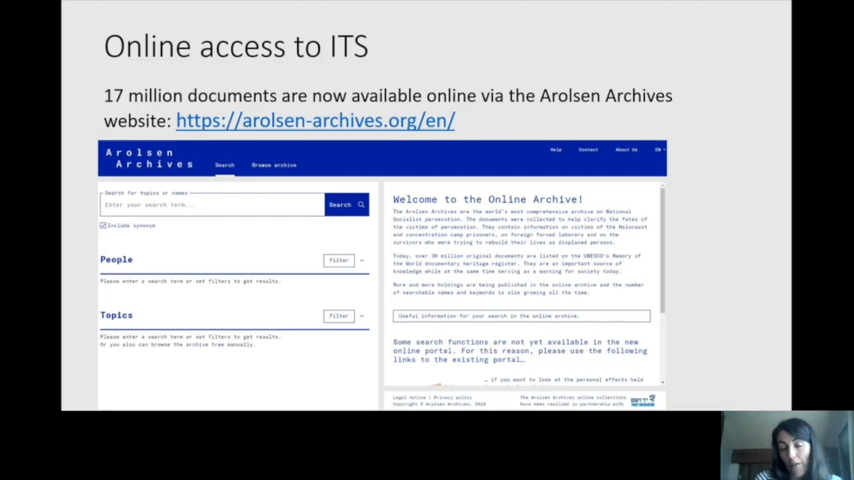 Online access to ITS
17 million documents are now available online via the Arolsen Archives
website: https://arolsen-archives.org/en/
Arolsen
Archives
Search
Browse archive
Help
Contact
About Us
EN
Search for topics or names
Enter your search term...
Search
Include synonym
People
Filter
Please enter a search term or set filters to get results.
Topics
Filter
Please enter a search term or set filters to get results.
Or you can also browse the archive tree manually.
Welcome to the Online Archive!
The Arolsen Archives are the world's most comprehensive archive on National
Socialist persecution. The documents were collected to help clarify the fates of
the victims of persecution. They contain information on victims of the Holocaust
and concentration camp prisoners, on foreign forced laborers and on the
survivors who were trying to rebuild their lives as displaced persons.
Today, over 30 million original documents are listed on the UNESCO's Memory of
the World documentary heritage register. They are an important source of
knowledge while at the same time serving as a warning for society today.
More and more holdings are being published in the online archive and the number
of searchable names and keywords is also growing all the time.
Useful information for your search in the online archive.
Some search functions are not yet available in the new
online portal. For this reason, please use the following
links to the existing portal…
… if you want to look at the personal effects held
Legal notice | Privacy policy
Copyright © Arolsen Archives, 2020
The Arolsen Archives online collections
have been realized in partnership with
יד ושם